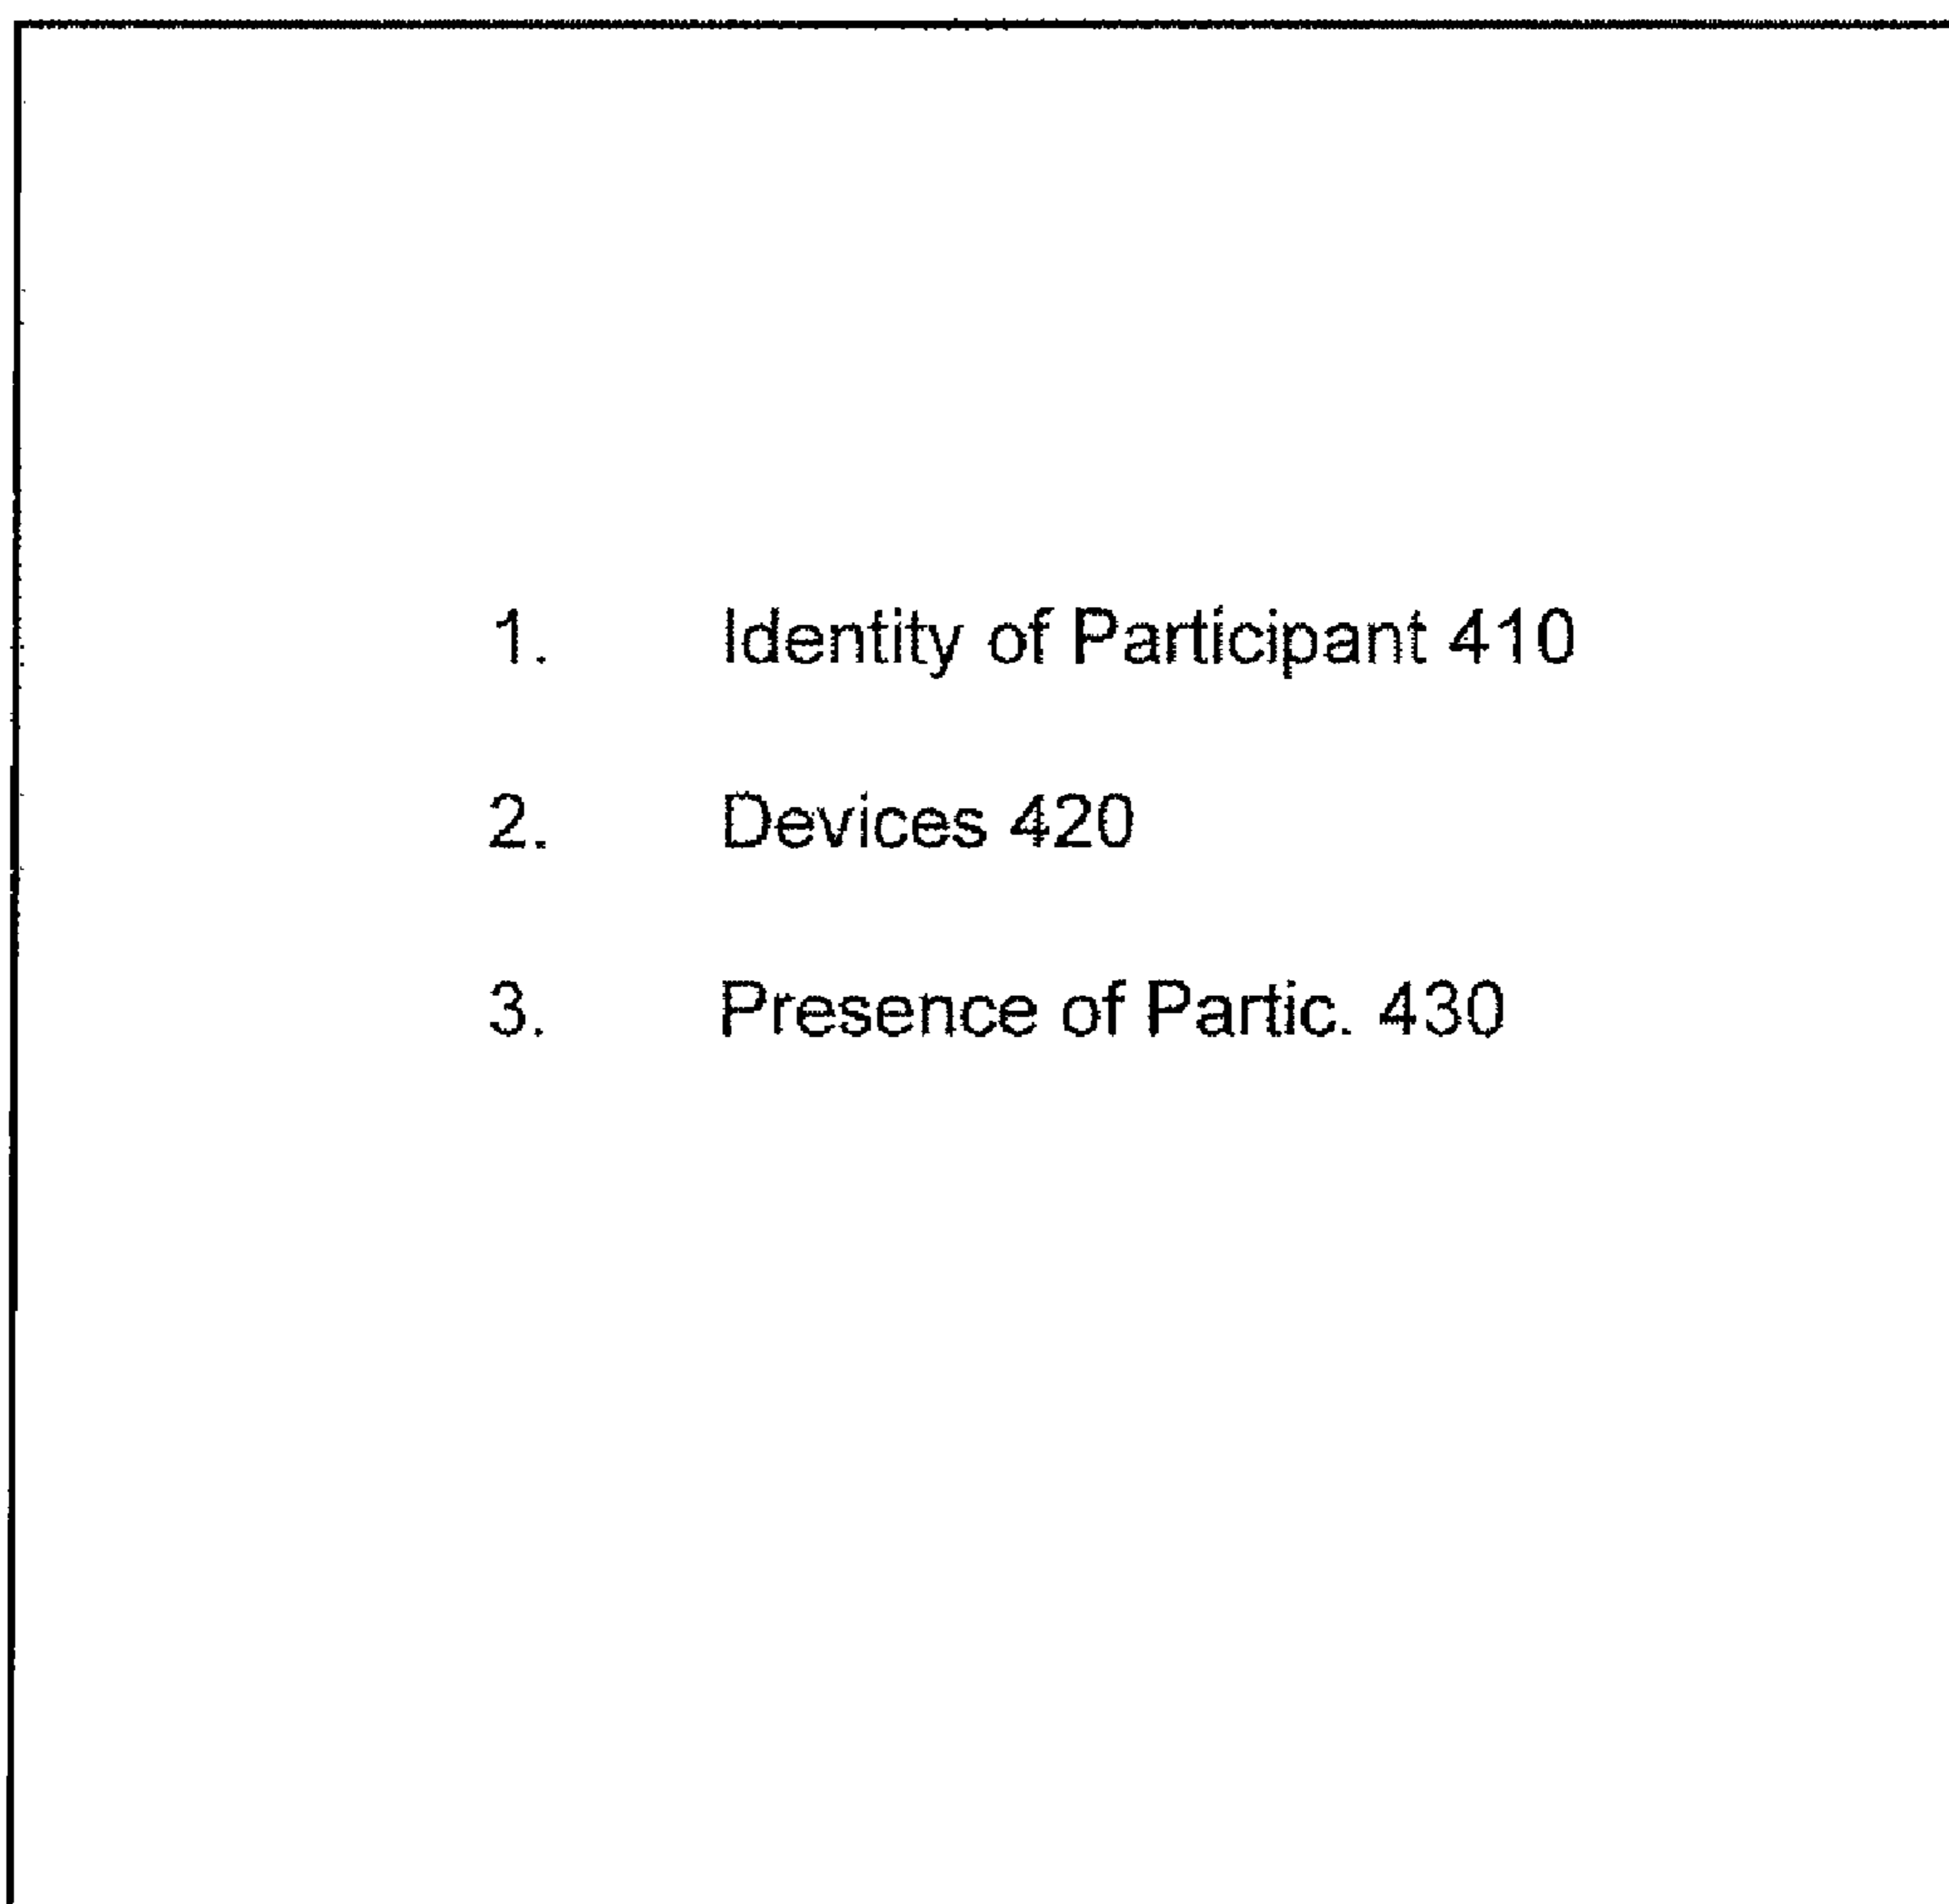 1. Identity of Participant 410
2. Devices 420
3. Presence of Partic. 430